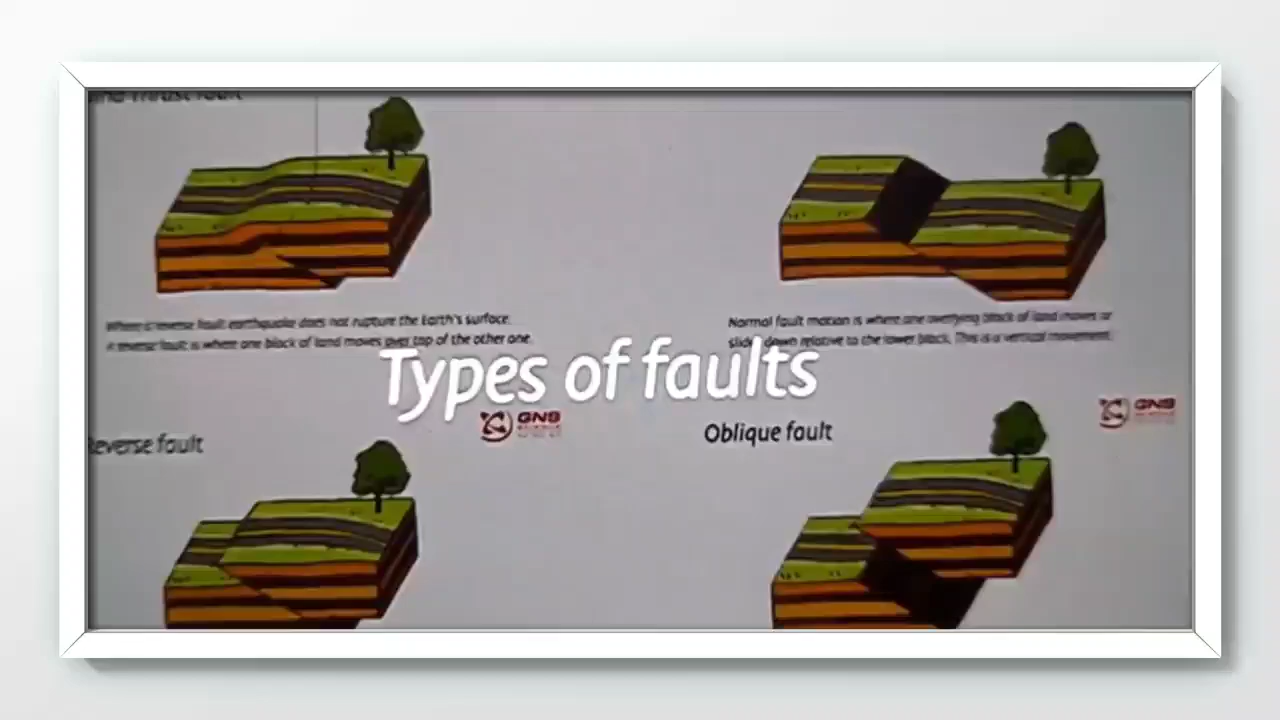 Thrust fault
Where a reverse fault earthquake does not rupture the Earth's surface.
A reverse fault is where one block of land moves over top of the other one.
Normal fault motion is where one overlying block of land moves or
slides down relative to the lower block. This is a vertical movement.
Types of faults
GNS
SCIENCE
GNS
SCIENCE
Reverse fault
Oblique fault